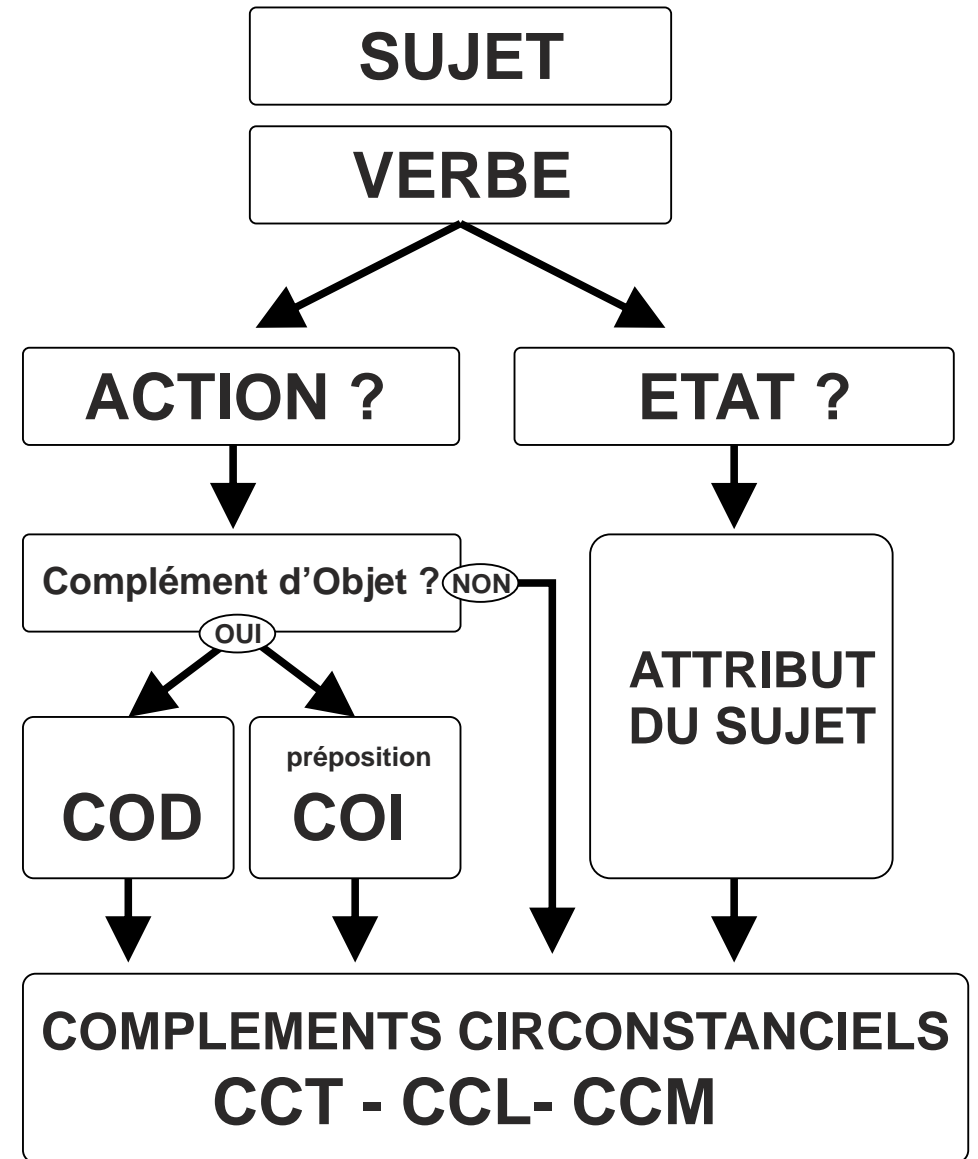 SUJET
VERBE
ACTION ?
ETAT ?
Complément d’Objet ?
NON
OUI
ATTRIBUT
DU SUJET
COD
préposition
COI
COMPLEMENTS CIRCONSTANCIELS
CCT - CCL- CCM